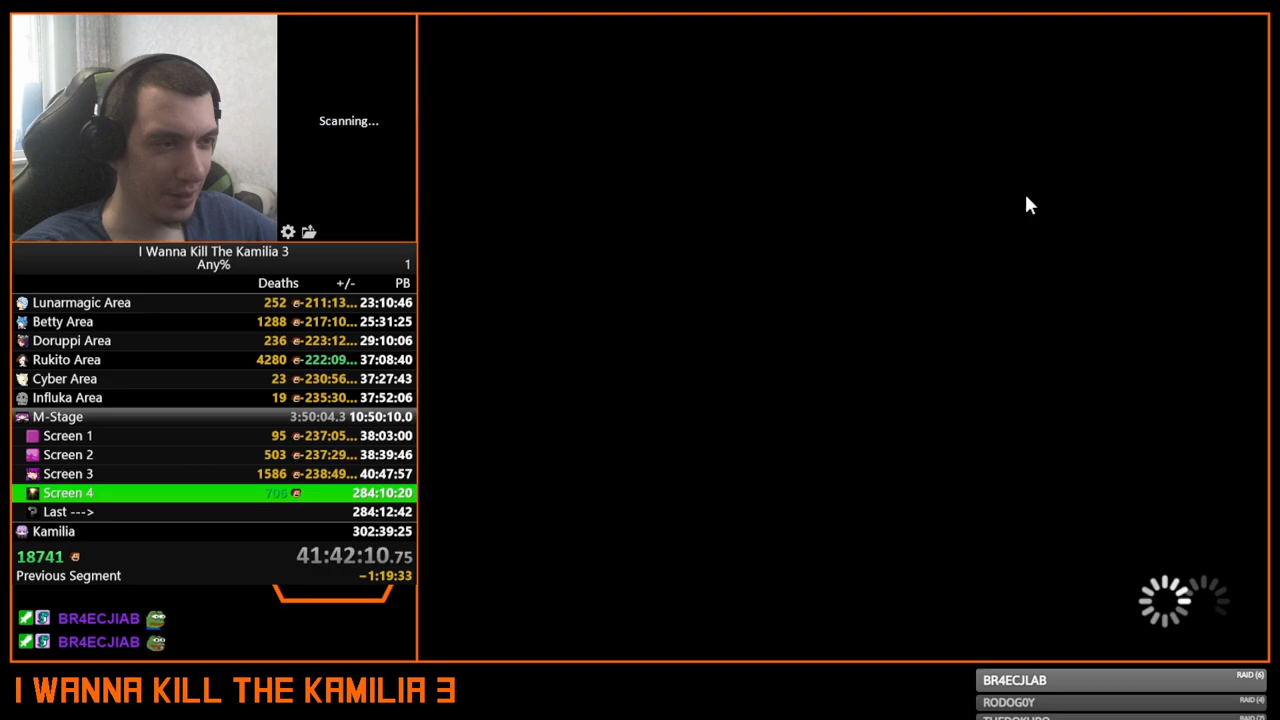 Scanning...
I Wanna Kill The Kamilia 3
Any% 1
Deaths +/- PB
Lunarmagic Area 252 -211:13... 23:10:46
Betty Area 1288 -217:10... 25:31:25
Doruppi Area 236 -223:12... 29:10:06
Rukito Area 4280 -222:09... 37:08:40
Cyber Area 23 -230:56... 37:27:43
Influka Area 19 -235:30... 37:52:06
M-Stage 3:50:04.3 10:50:10.0
Screen 1 95 -237:05... 38:03:00
Screen 2 503 -237:29... 38:39:46
Screen 3 1586 -238:49... 40:47:57
Screen 4 706 284:10:20
Last ---> 284:12:42
Kamilia 302:39:25
18741 41:42:10.75
Previous Segment -1:19:33
BR4ECJIAB
BR4ECJIAB
I WANNA KILL THE KAMILIA 3
BR4ECJLAB RAID (6)
RODOG0Y RAID (4)